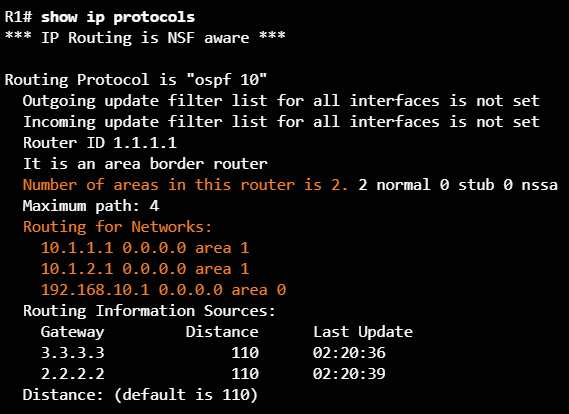 R1# show ip protocols
*** IP Routing is NSF aware ***
Routing Protocol is "ospf 10"
Outgoing update filter list for all interfaces is not set
Incoming update filter list for all interfaces is not set
Router ID 1.1.1.1
It is an area border router
Number of areas in this router is 2. 2 normal 0 stub 0 nssa
Maximum path: 4
Routing for Networks:
10.1.1.1 0.0.0.0 area 1
10.1.2.1 0.0.0.0 area 1
192.168.10.1 0.0.0.0 area 0
Routing Information Sources:
Gateway Distance Last Update
3.3.3.3 110 02:20:36
2.2.2.2 110 02:20:39
Distance: (default is 110)